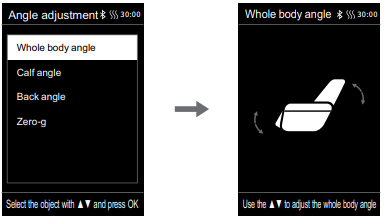 Angle adjustment 30:00
Whole body angle
Calf angle
Back angle
Zero-g
Select the object with ▲▼ and press OK
Whole body angle 30:00
Use the ▲▼ to adjust the whole body angle